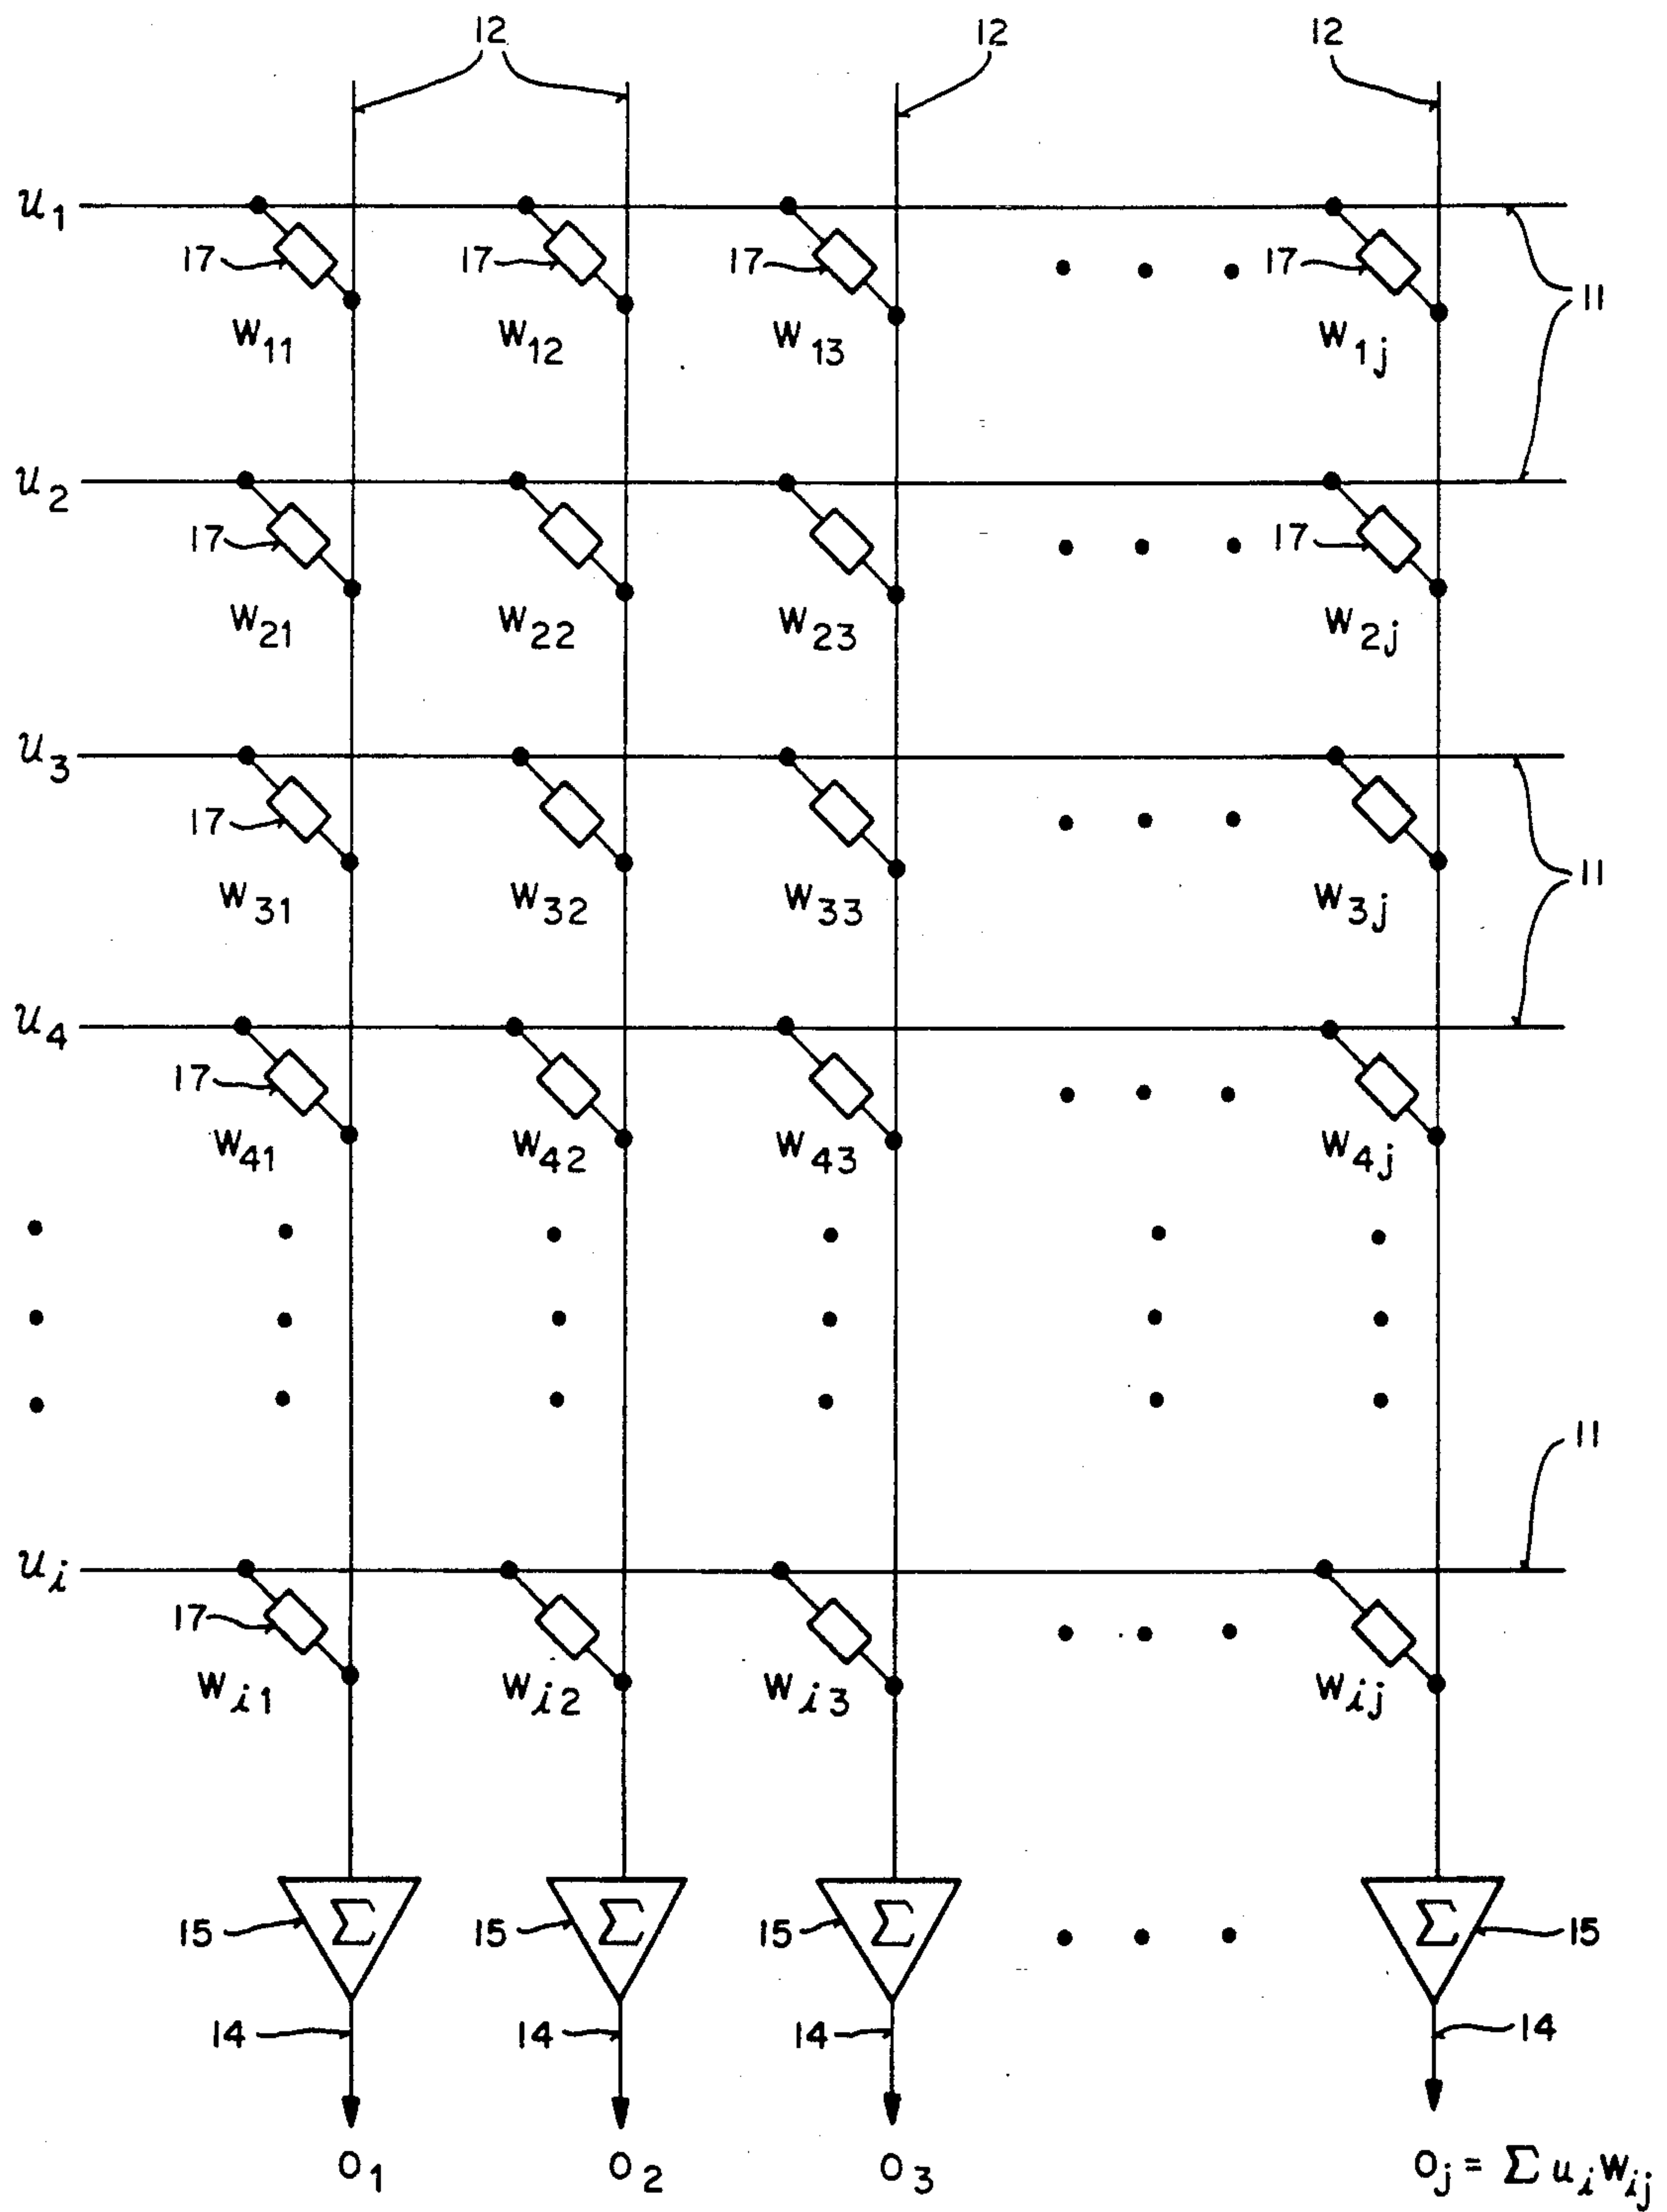 12 12 12
u₁
17 17 17 17
11
W₁₁ W₁₂ W₁₃ W₁ⱼ
u₂
17 17
W₂₁ W₂₂ W₂₃ W₂ⱼ
u₃
17
11
W₃₁ W₃₂ W₃₃ W₃ⱼ
u₄
17
W₄₁ W₄₂ W₄₃ W₄ⱼ
11
uᵢ
17
Wᵢ₁ Wᵢ₂ Wᵢ₃ Wᵢⱼ
Σ Σ Σ Σ
15 15 15 15
14 14 14 14
O₁ O₂ O₃ Oⱼ = Σ uᵢWᵢⱼ